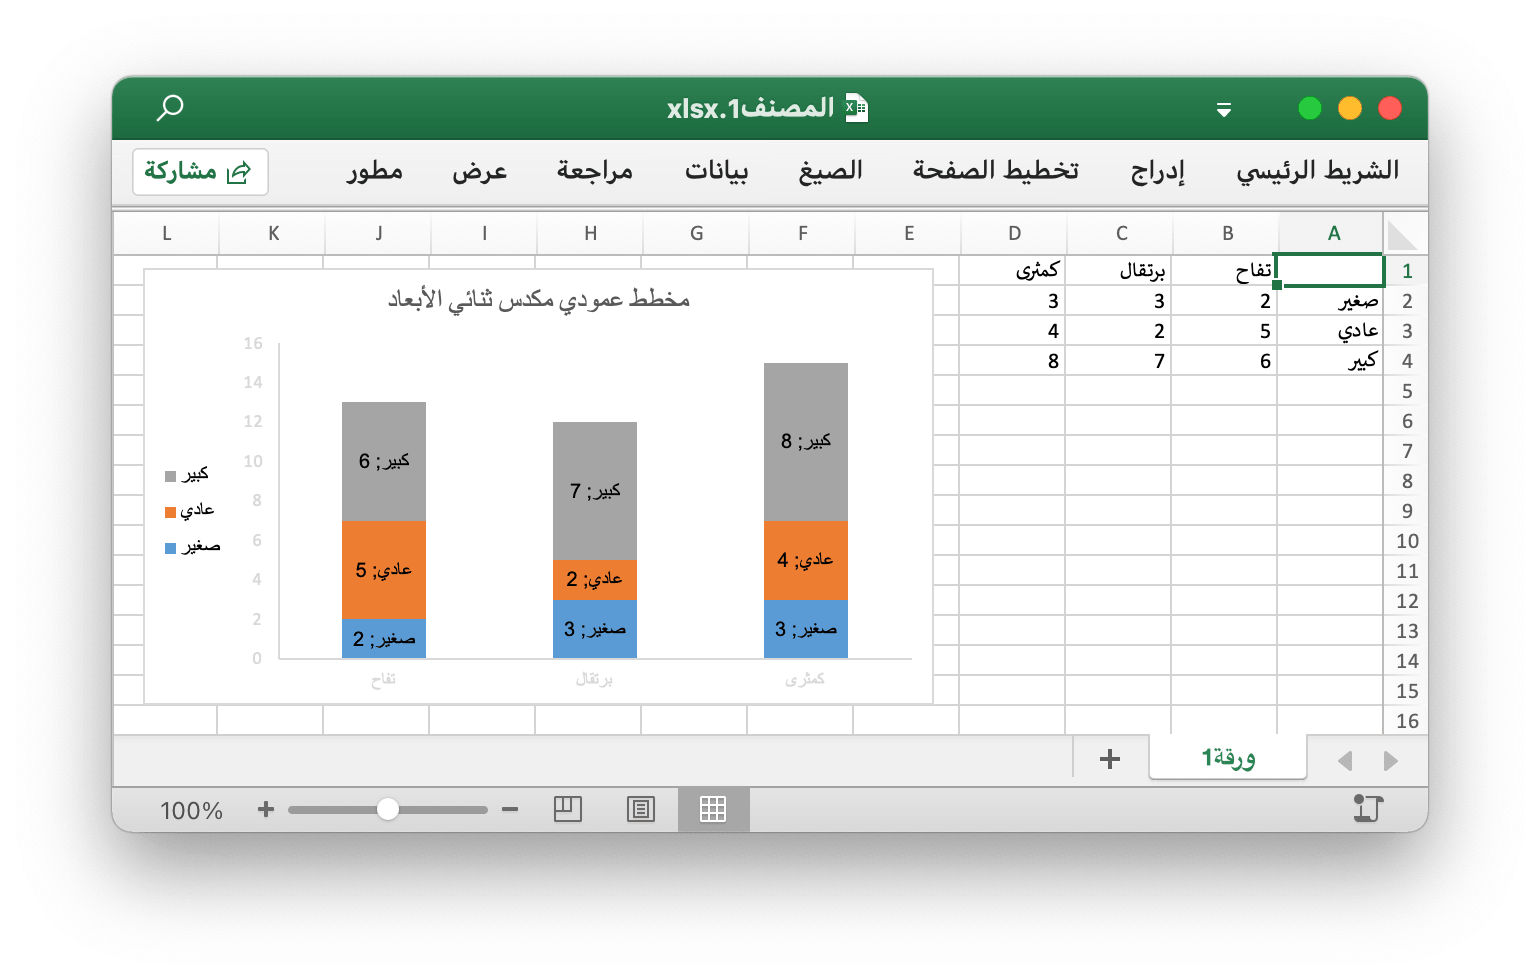 المصنف1.xlsx
الشريط الرئيسي إدراج تخطيط الصفحة الصيغ بيانات مراجعة عرض مطور مشاركة
A B C D E F G H I J K L
1 تفاح برتقال كمثرى
2 صغير 2 3 3
3 عادي 5 2 4
4 كبير 6 7 8
5
6
7
8
9
10
11
12
13
14
15
16
مخطط عمودي مكدس ثنائي الأبعاد
16
14
12
10
8
6
4
2
0
كبير; 8
عادي; 4
صغير; 3
كبير; 7
عادي; 2
صغير; 3
كبير; 6
عادي; 5
صغير; 2
كمثرى برتقال تفاح
كبير
عادي
صغير
ورقة1
100%